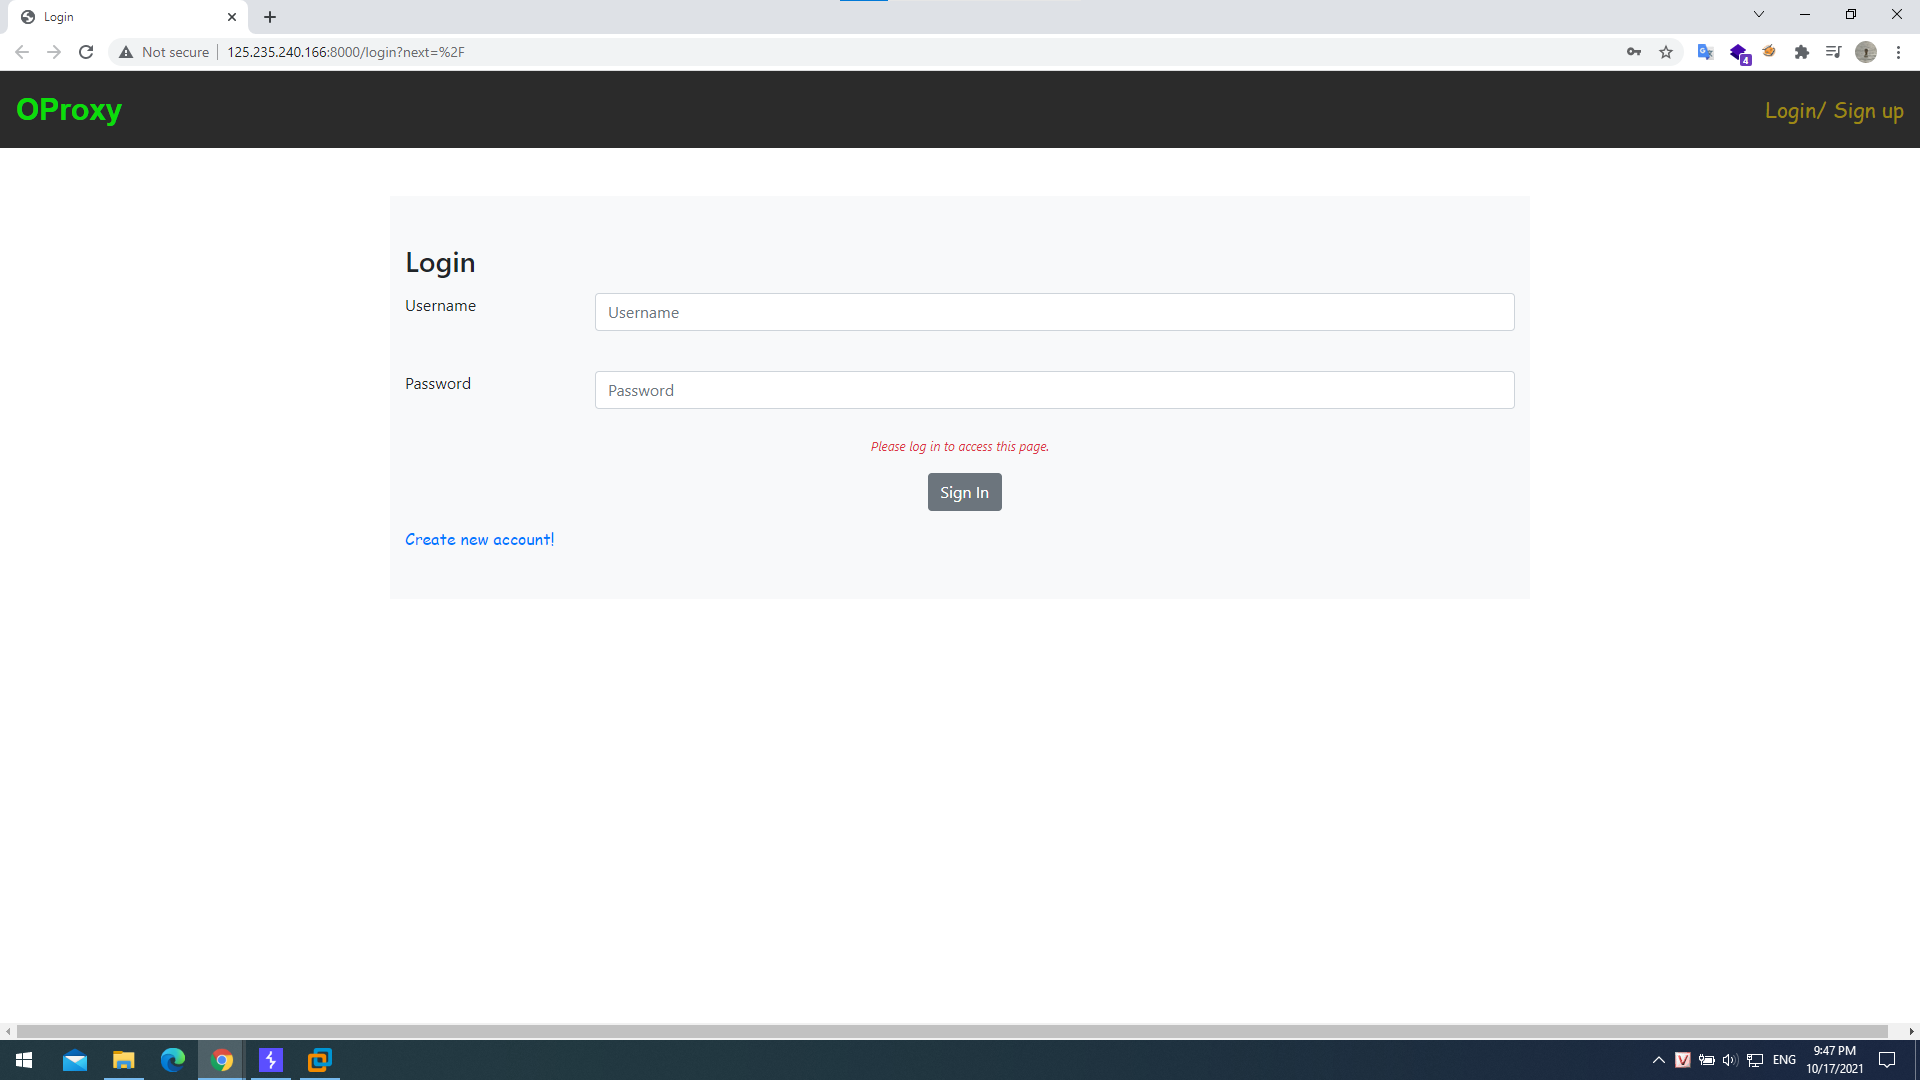 Login
Not secure
125.235.240.166:8000/login?next=%2F
4
OProxy
Login/ Sign up
Login
Username
Username
Password
Password
Please log in to access this page.
Sign In
Create new account!
ENG
9:47 PM
10/17/2021